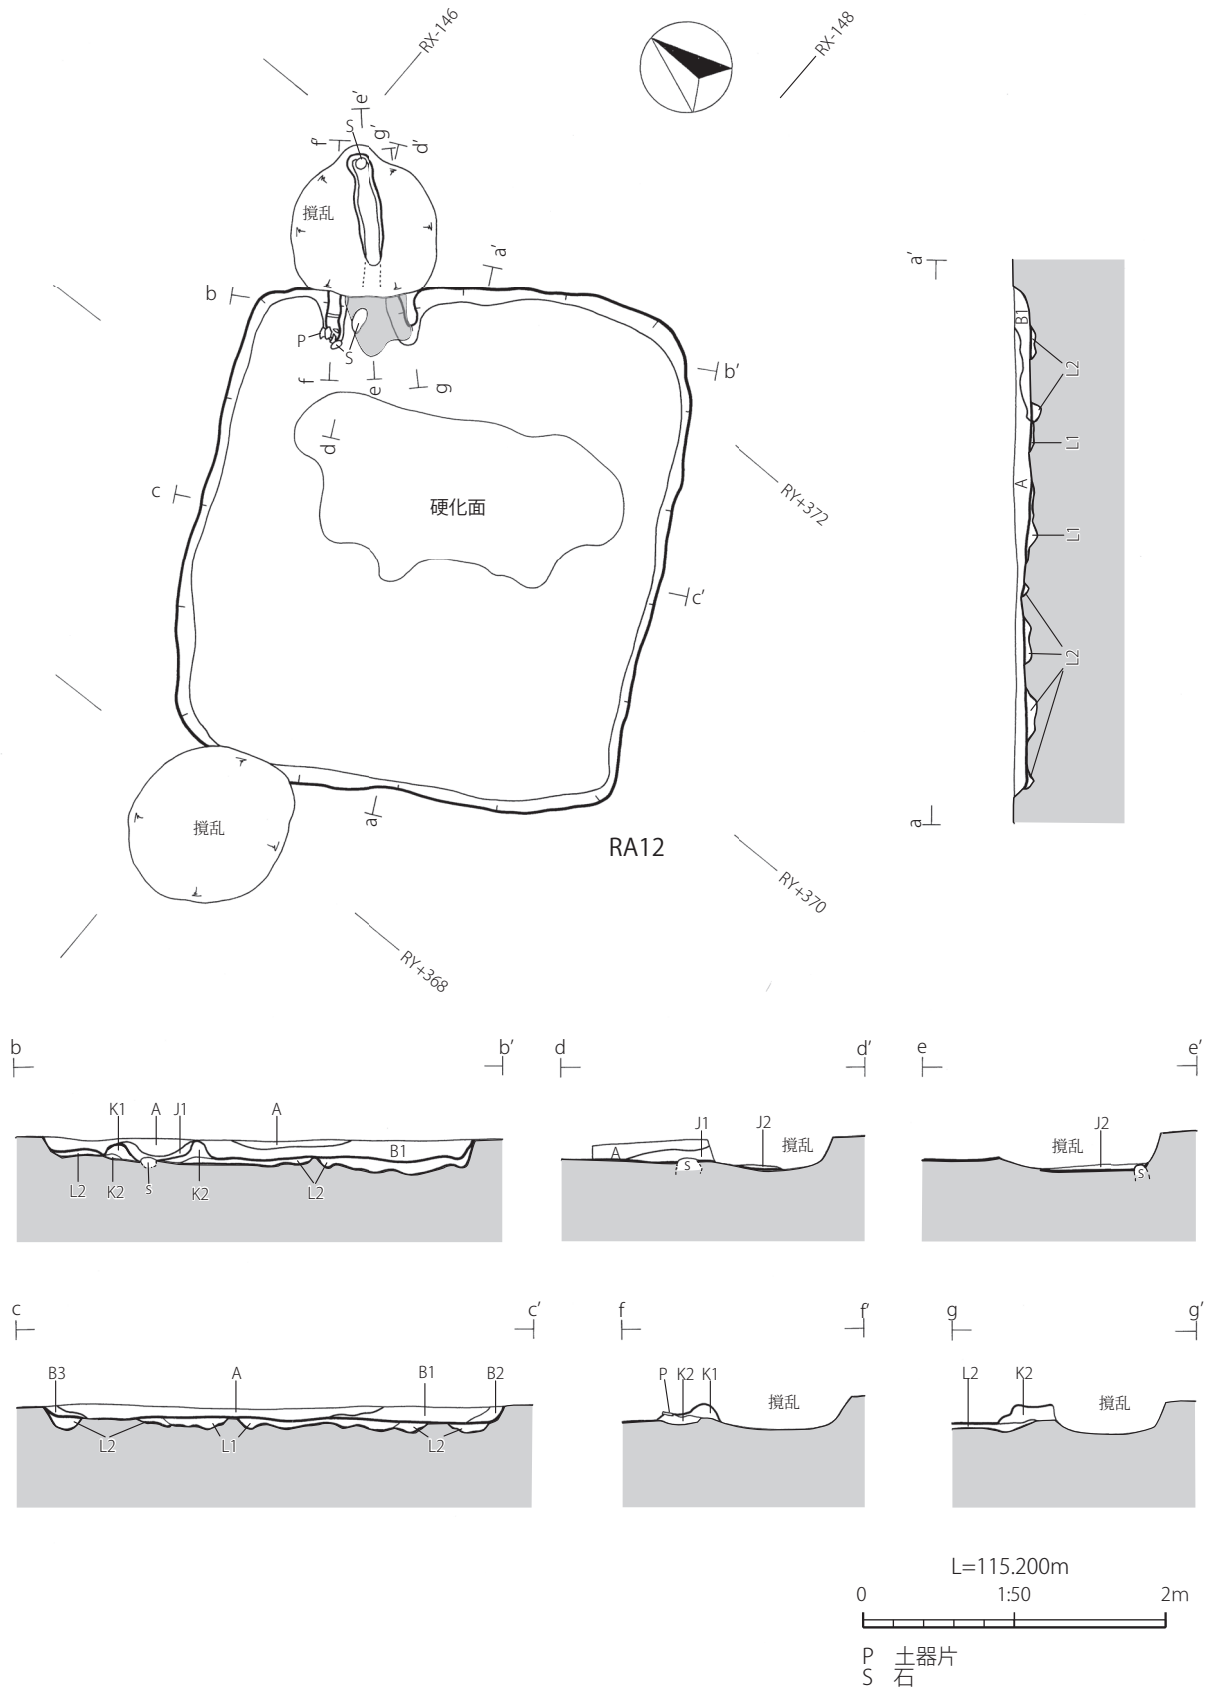 RX-146
RX-148
e'
S
f'
g'
d'
撹乱
a'
b
P
S
b'
f
e
g
d
c
硬化面
RY+372
c'
a
撹乱
RA12
RY+370
RY+368
a'
B1
L2
L1
A
L1
L2
a
b b'
K1 A J1 A
B1
L2 K2 s K2 L2
d d'
J1 J2 撹乱
A
s
e e'
撹乱 J2
s
c c'
B3 A B1 B2
L2 L1 L2
f f'
P K2 K1
撹乱
g g'
L2 K2
撹乱
L=115.200m
0 1:50 2m
P 土器片
S 石